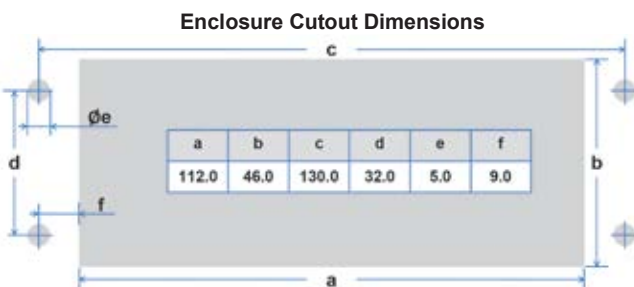 Enclosure Cutout Dimensions
c
Øe
d
b
a b c d e f
112.0 46.0 130.0 32.0 5.0 9.0
f
a